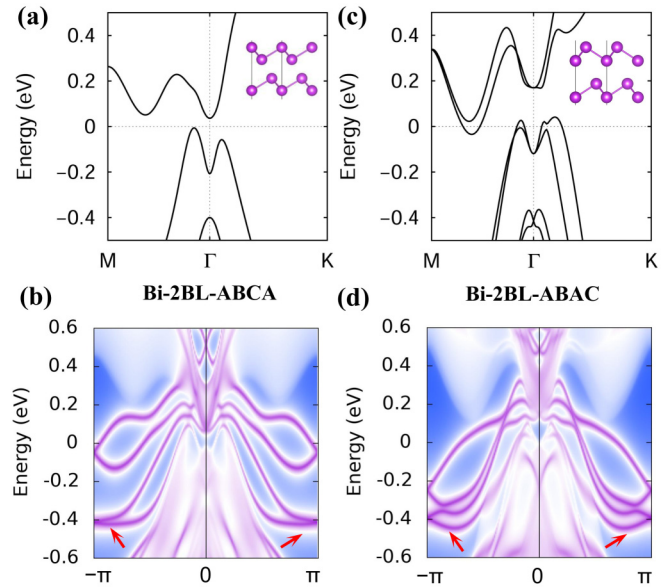 (a)
(c)
Energy (eV)
0.4
0.2
0
−0.2
−0.4
M
Γ
K
Energy (eV)
0.4
0.2
0
−0.2
−0.4
M
Γ
K
(b)
Bi-2BL-ABCA
(d)
Bi-2BL-ABAC
Energy (eV)
0.6
0.4
0.2
0
-0.2
-0.4
-0.6
−π
0
π
Energy (eV)
0.6
0.4
0.2
0
-0.2
-0.4
-0.6
−π
0
π